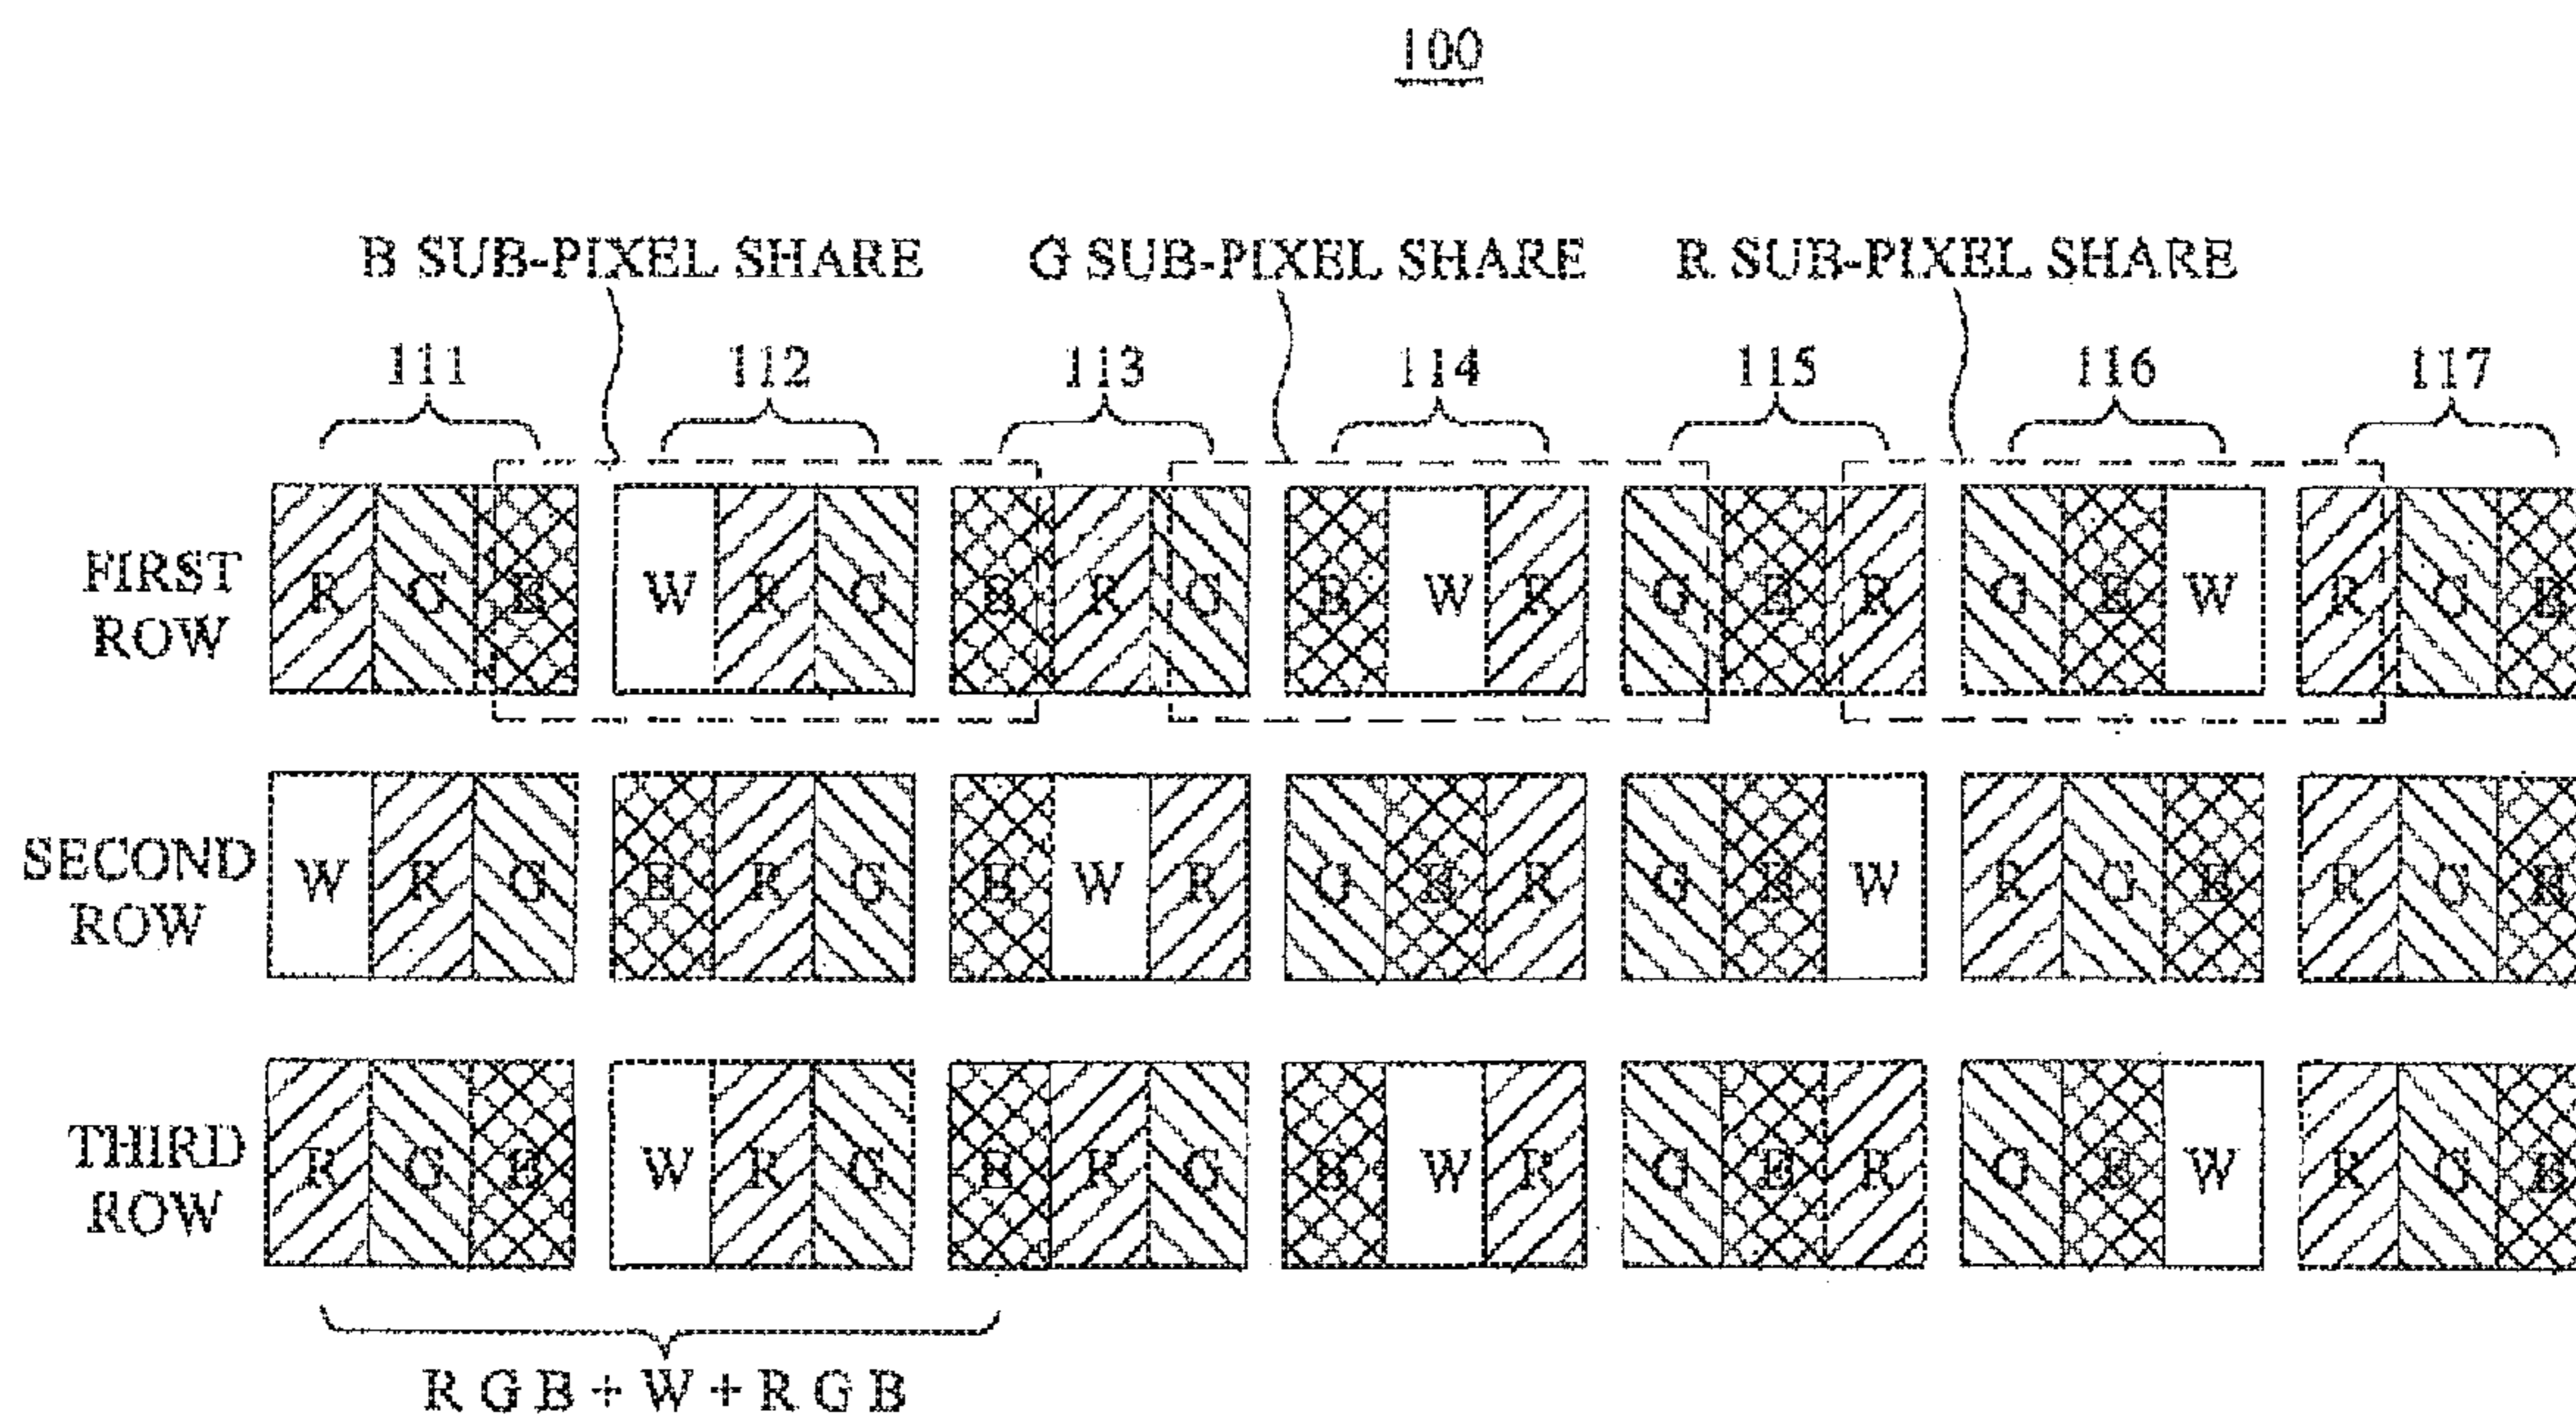 100
B SUB-PIXEL SHARE G SUB-PIXEL SHARE R SUB-PIXEL SHARE
111 112 113 114 115 116 117
FIRST ROW
R G B W R G B R G B W R G B R G B W R G B
SECOND ROW
W R G B R G B W R G B R G B W R G B R G B
THIRD ROW
R G B W R G B R G B W R G B R G B W R G B
R G B + W + R G B